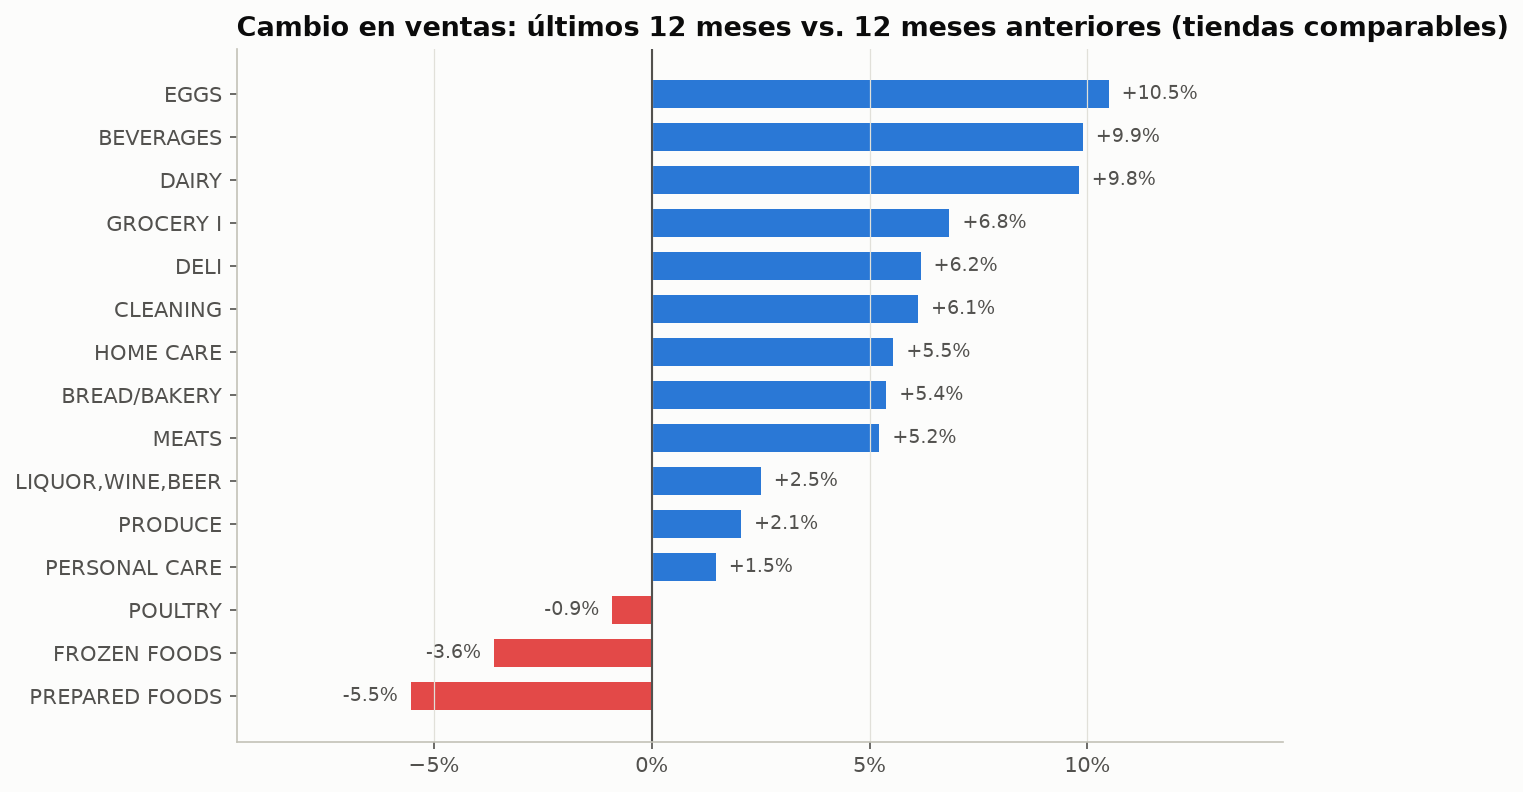 Cambio en ventas: últimos 12 meses vs. 12 meses anteriores (tiendas comparables)
EGGS +10.5%
BEVERAGES +9.9%
DAIRY +9.8%
GROCERY I +6.8%
DELI +6.2%
CLEANING +6.1%
HOME CARE +5.5%
BREAD/BAKERY +5.4%
MEATS +5.2%
LIQUOR,WINE,BEER +2.5%
PRODUCE +2.1%
PERSONAL CARE +1.5%
POULTRY -0.9%
FROZEN FOODS -3.6%
PREPARED FOODS -5.5%
−5% 0% 5% 10%